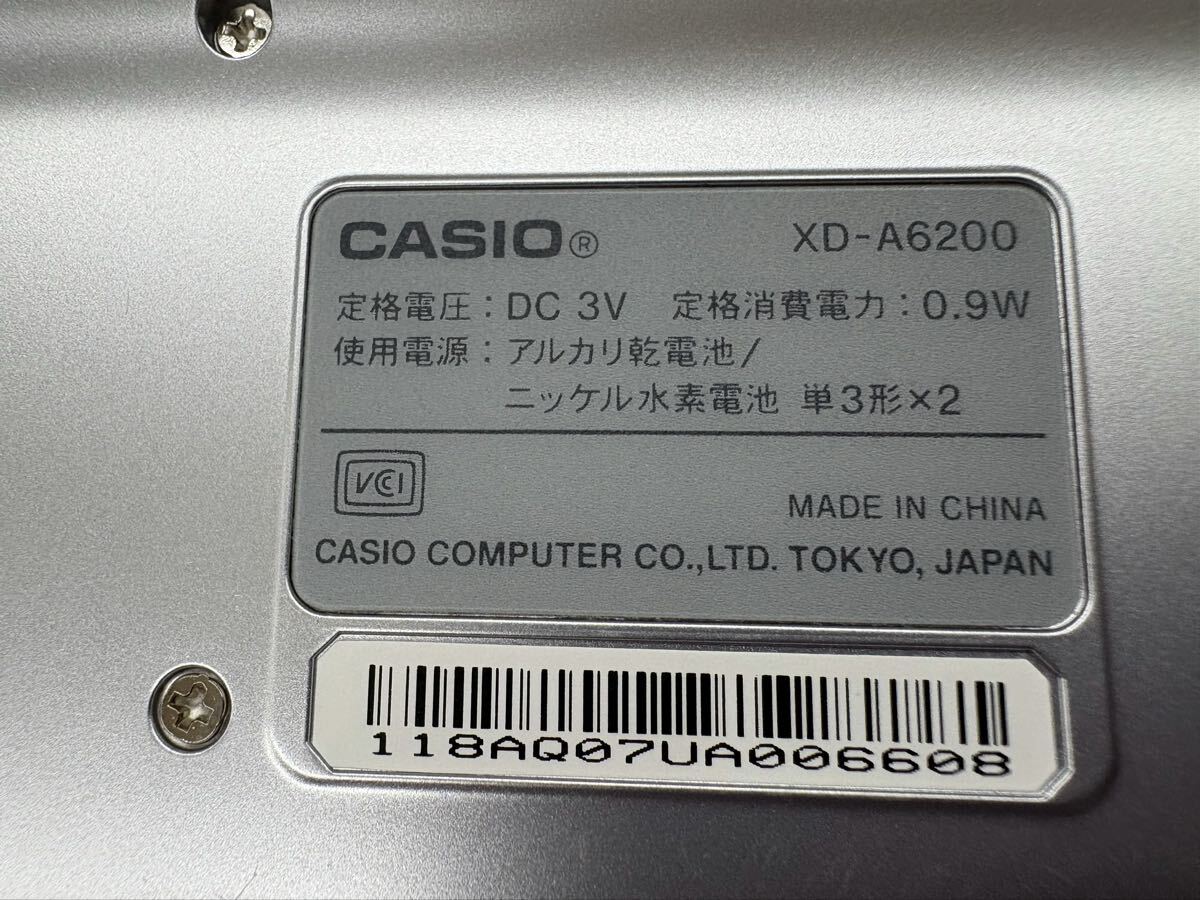 CASIO® XD-A6200
定格電圧：DC 3V 定格消費電力：0.9W
使用電源：アルカリ乾電池/
ニッケル水素電池 単3形×2
VCCI
MADE IN CHINA
CASIO COMPUTER CO.,LTD. TOKYO, JAPAN
118AQ07UA006608